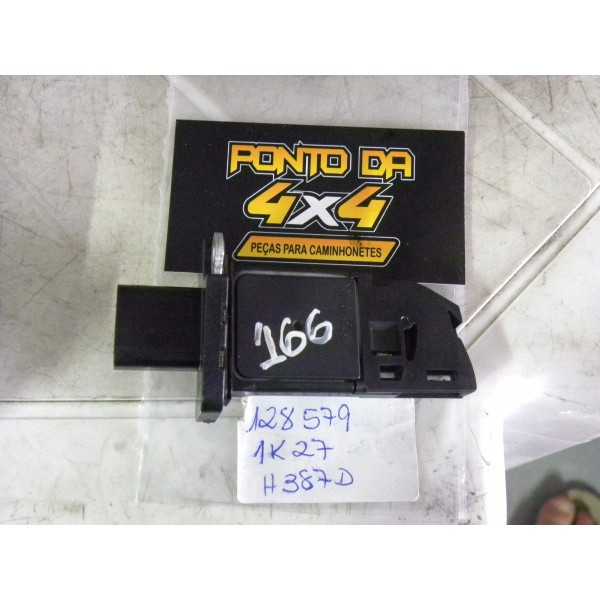 PONTO DA
4x4
PEÇAS PARA CAMINHONETES
166
128579
1K27
H387D